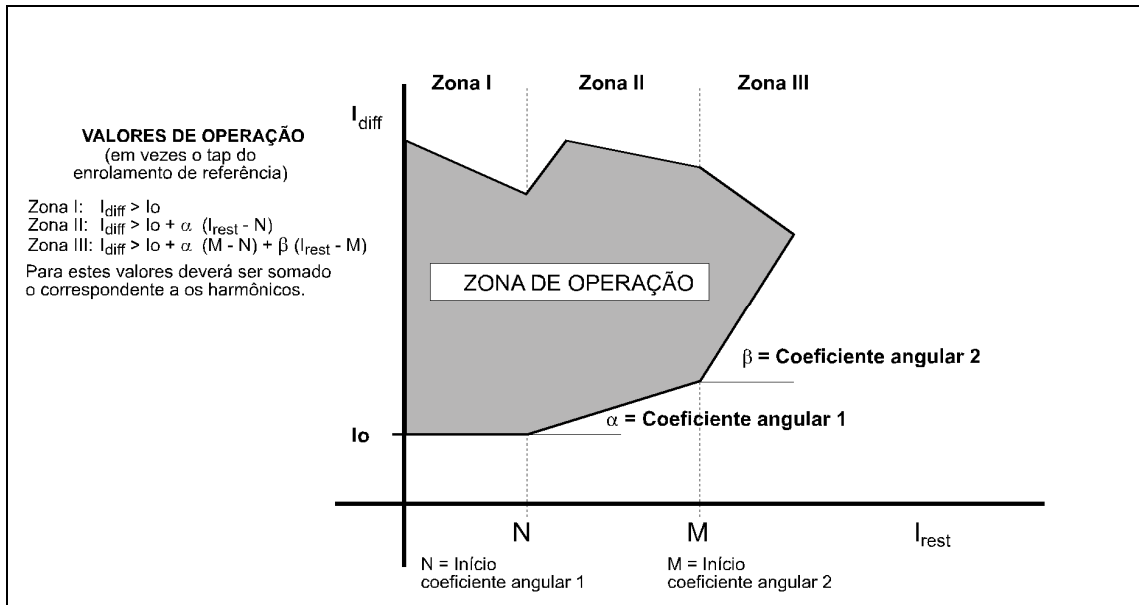 Zona I
Zona II
Zona III
Idiff
VALORES DE OPERAÇÃO
(em vezes o tap do
enrolamento de referência)
Zona I: Idiff > Io
Zona II: Idiff > Io + α (Irest - N)
Zona III: Idiff > Io + α (M - N) + β (Irest - M)
Para estes valores deverá ser somado
o correspondente a os harmônicos.
ZONA DE OPERAÇÃO
β = Coeficiente angular 2
α = Coeficiente angular 1
Io
N
M
Irest
N = Início
coeficiente angular 1
M = Início
coeficiente angular 2